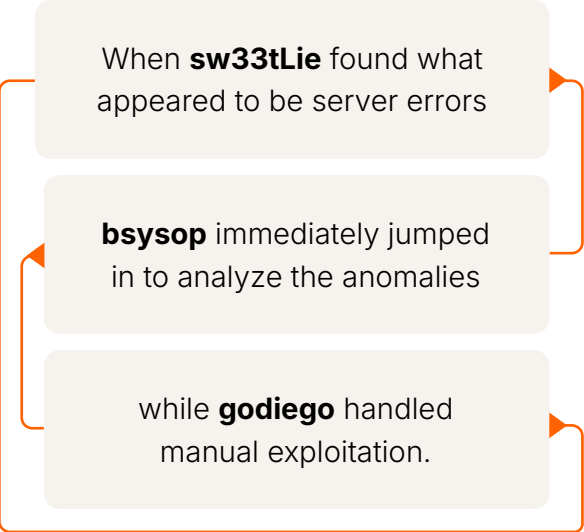 When sw33tLie found what
appeared to be server errors
bsysop immediately jumped
in to analyze the anomalies
while godiego handled
manual exploitation.